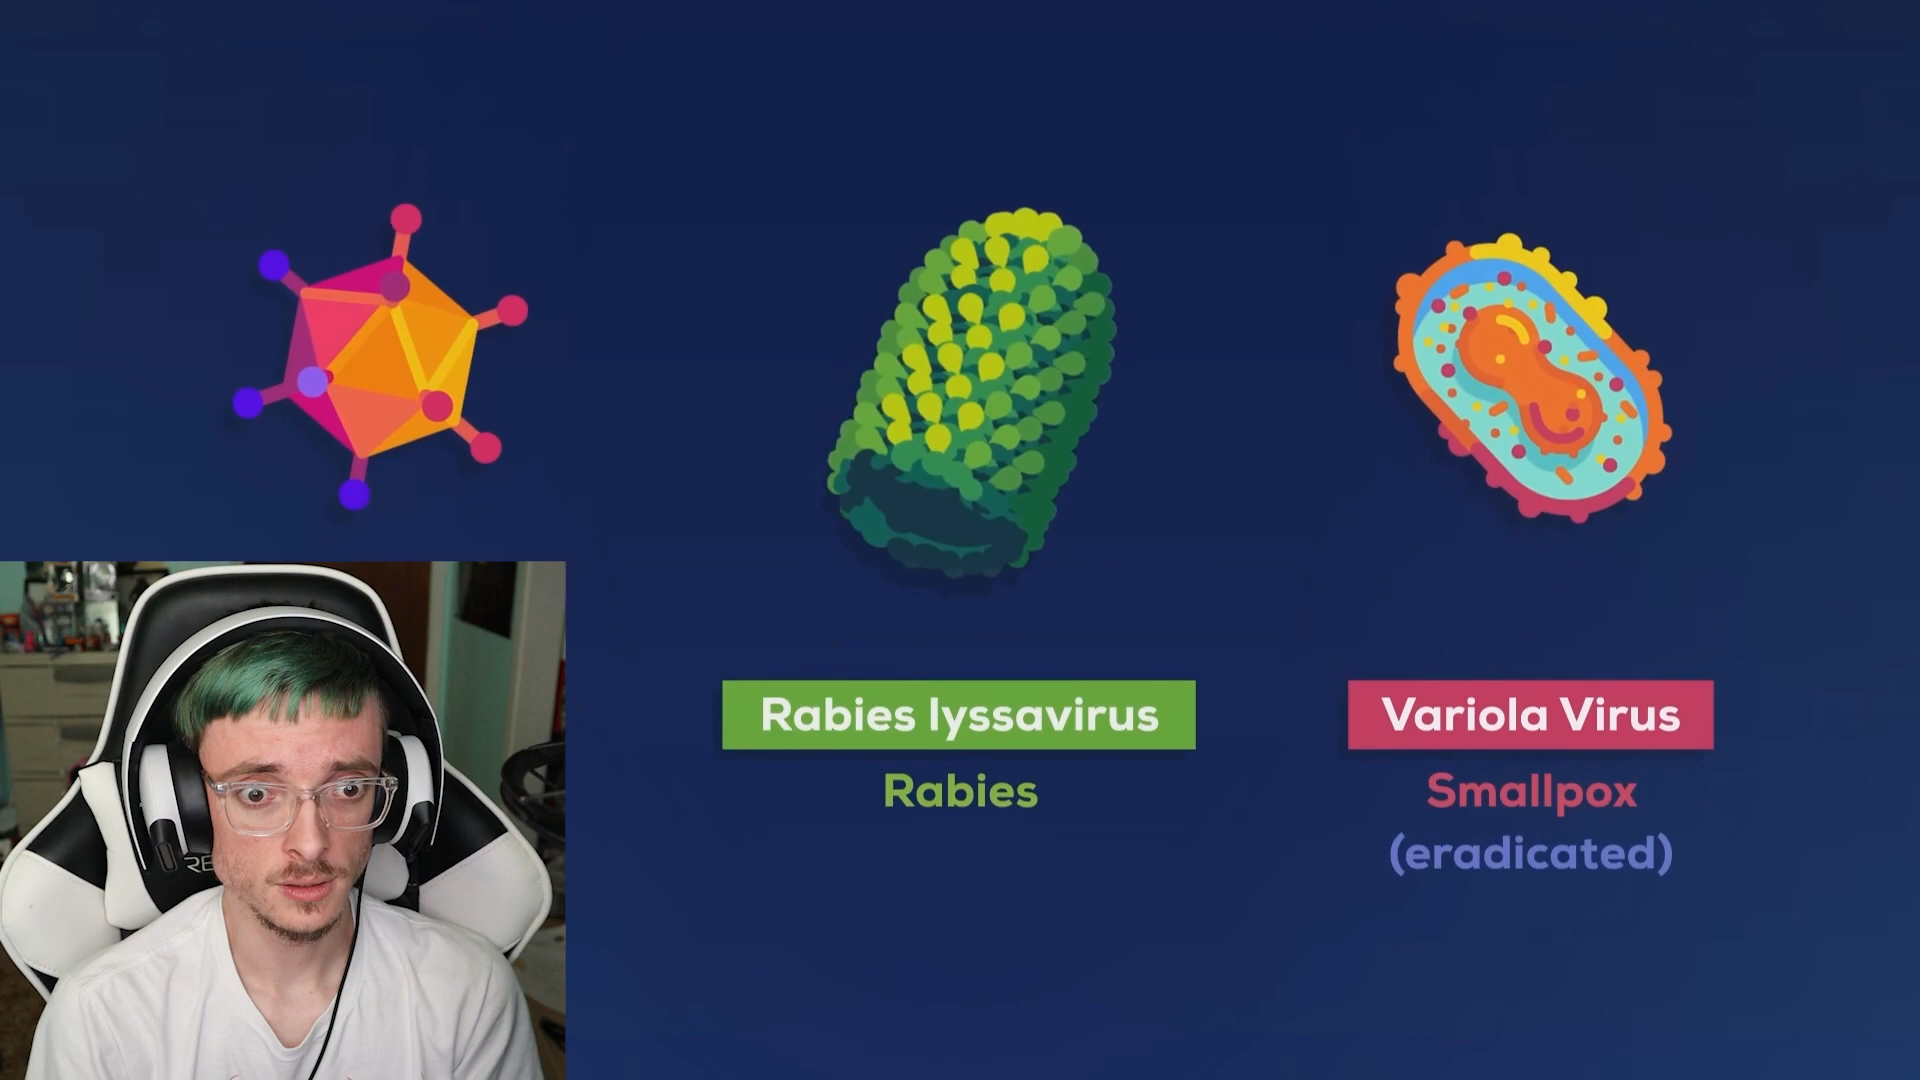 Rabies lyssavirus
Rabies
Variola Virus
Smallpox
(eradicated)